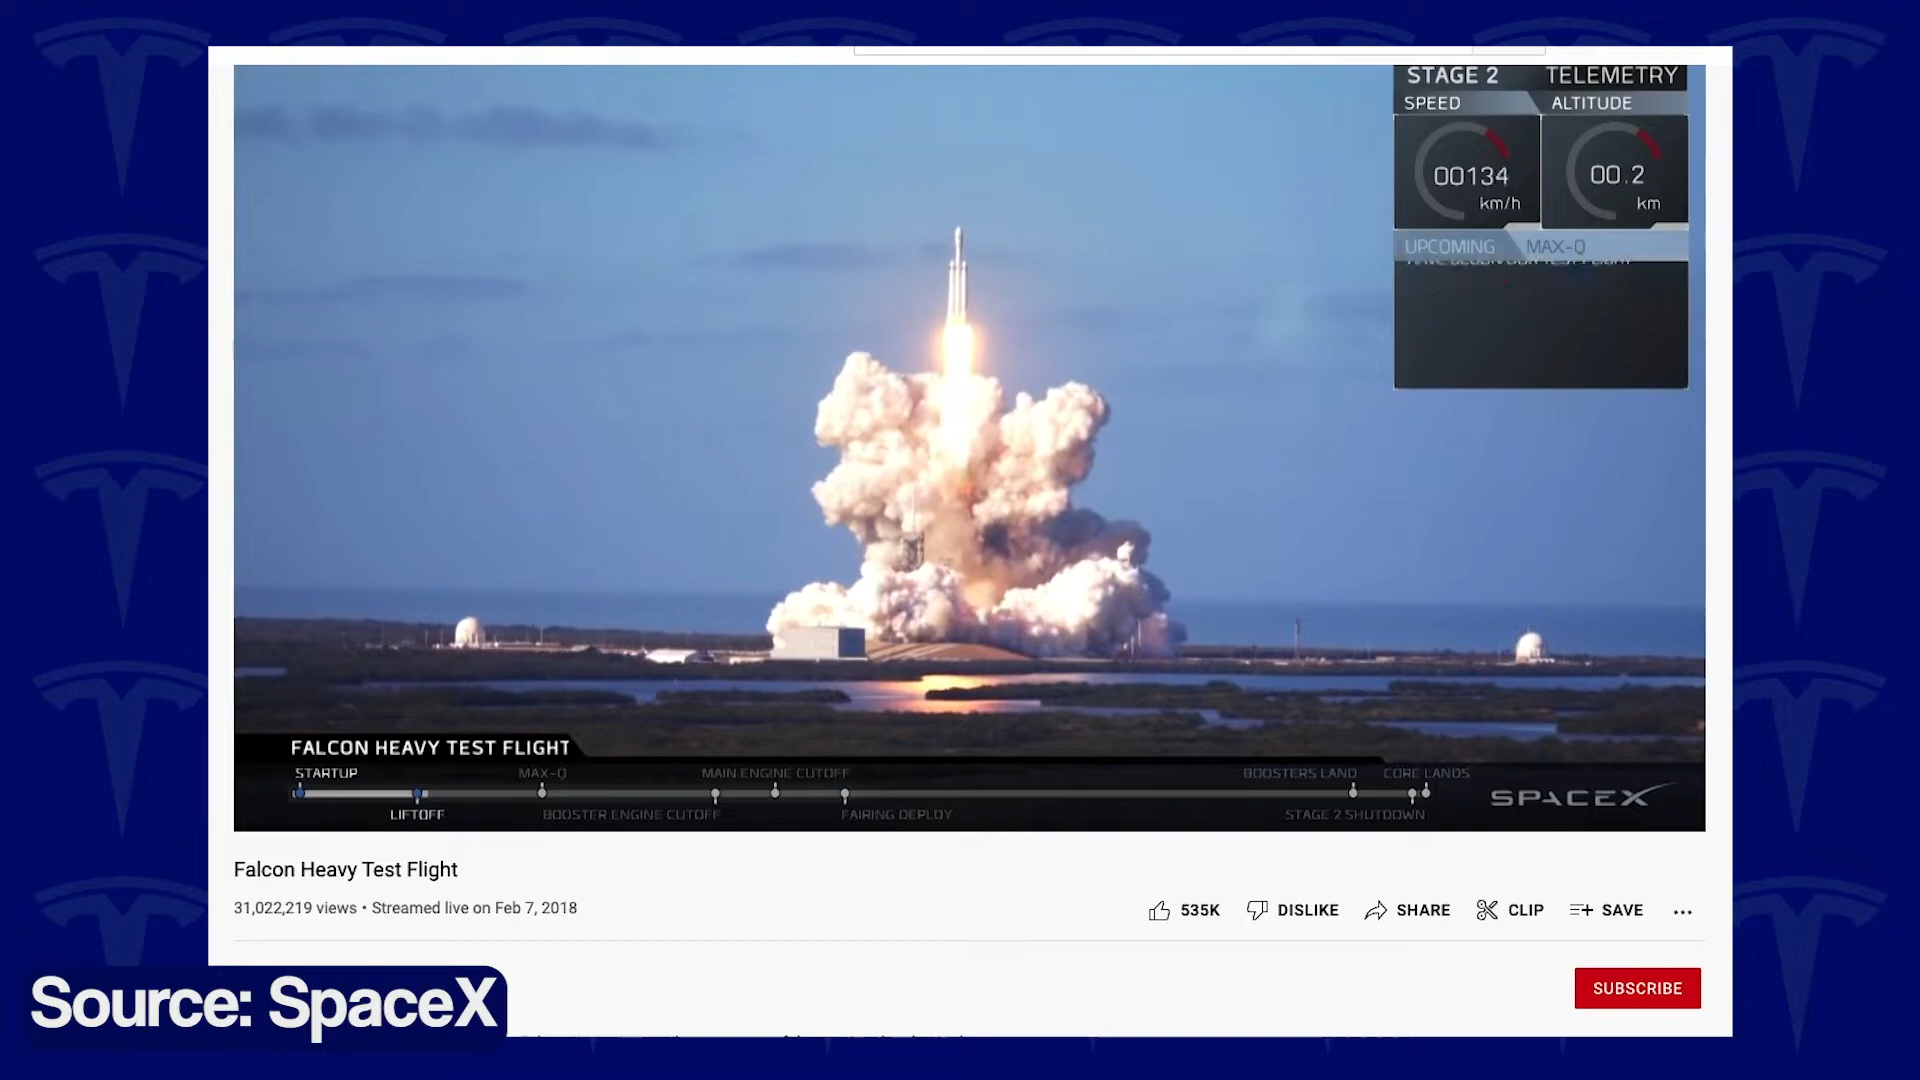 STAGE 2 TELEMETRY
SPEED ALTITUDE
00134 00.2
km/h km
UPCOMING MAX-Q
FALCON HEAVY TEST FLIGHT
STARTUP MAX-Q MAIN ENGINE CUTOFF BOOSTERS LAND CORE LANDS
SPACEX
LIFTOFF BOOSTER ENGINE CUTOFF FAIRING DEPLOY STAGE 2 SHUTDOWN
Falcon Heavy Test Flight
31,022,219 views • Streamed live on Feb 7, 2018
535K DISLIKE SHARE CLIP SAVE ...
SUBSCRIBE
Source: SpaceX